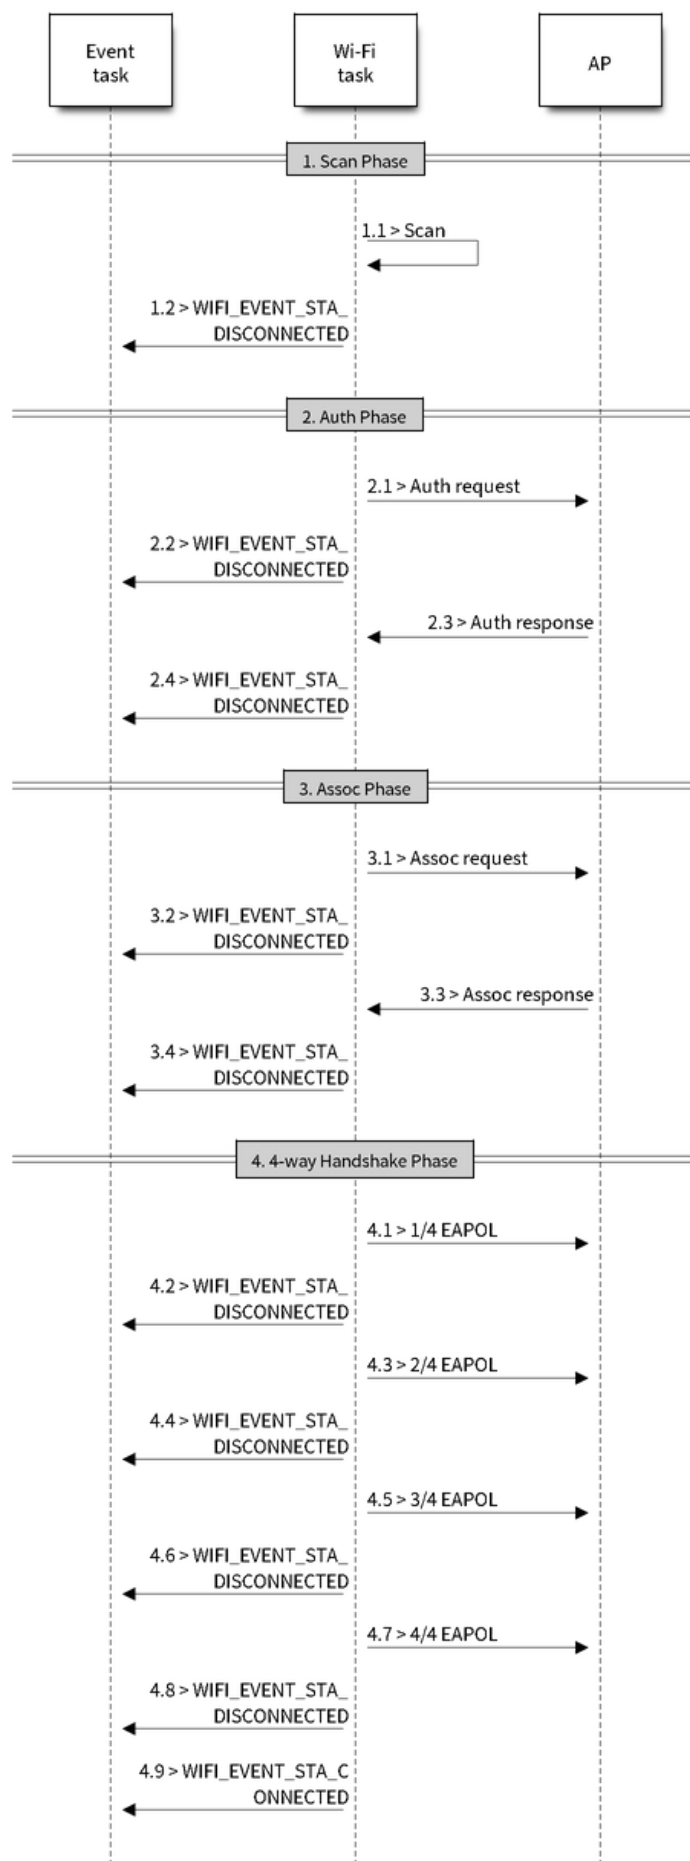 Event
task
Wi-Fi
task
AP
1. Scan Phase
1.1 > Scan
1.2 > WIFI_EVENT_STA_
DISCONNECTED
2. Auth Phase
2.1 > Auth request
2.2 > WIFI_EVENT_STA_
DISCONNECTED
2.3 > Auth response
2.4 > WIFI_EVENT_STA_
DISCONNECTED
3. Assoc Phase
3.1 > Assoc request
3.2 > WIFI_EVENT_STA_
DISCONNECTED
3.3 > Assoc response
3.4 > WIFI_EVENT_STA_
DISCONNECTED
4. 4-way Handshake Phase
4.1 > 1/4 EAPOL
4.2 > WIFI_EVENT_STA_
DISCONNECTED
4.3 > 2/4 EAPOL
4.4 > WIFI_EVENT_STA_
DISCONNECTED
4.5 > 3/4 EAPOL
4.6 > WIFI_EVENT_STA_
DISCONNECTED
4.7 > 4/4 EAPOL
4.8 > WIFI_EVENT_STA_
DISCONNECTED
4.9 > WIFI_EVENT_STA_C
ONNECTED